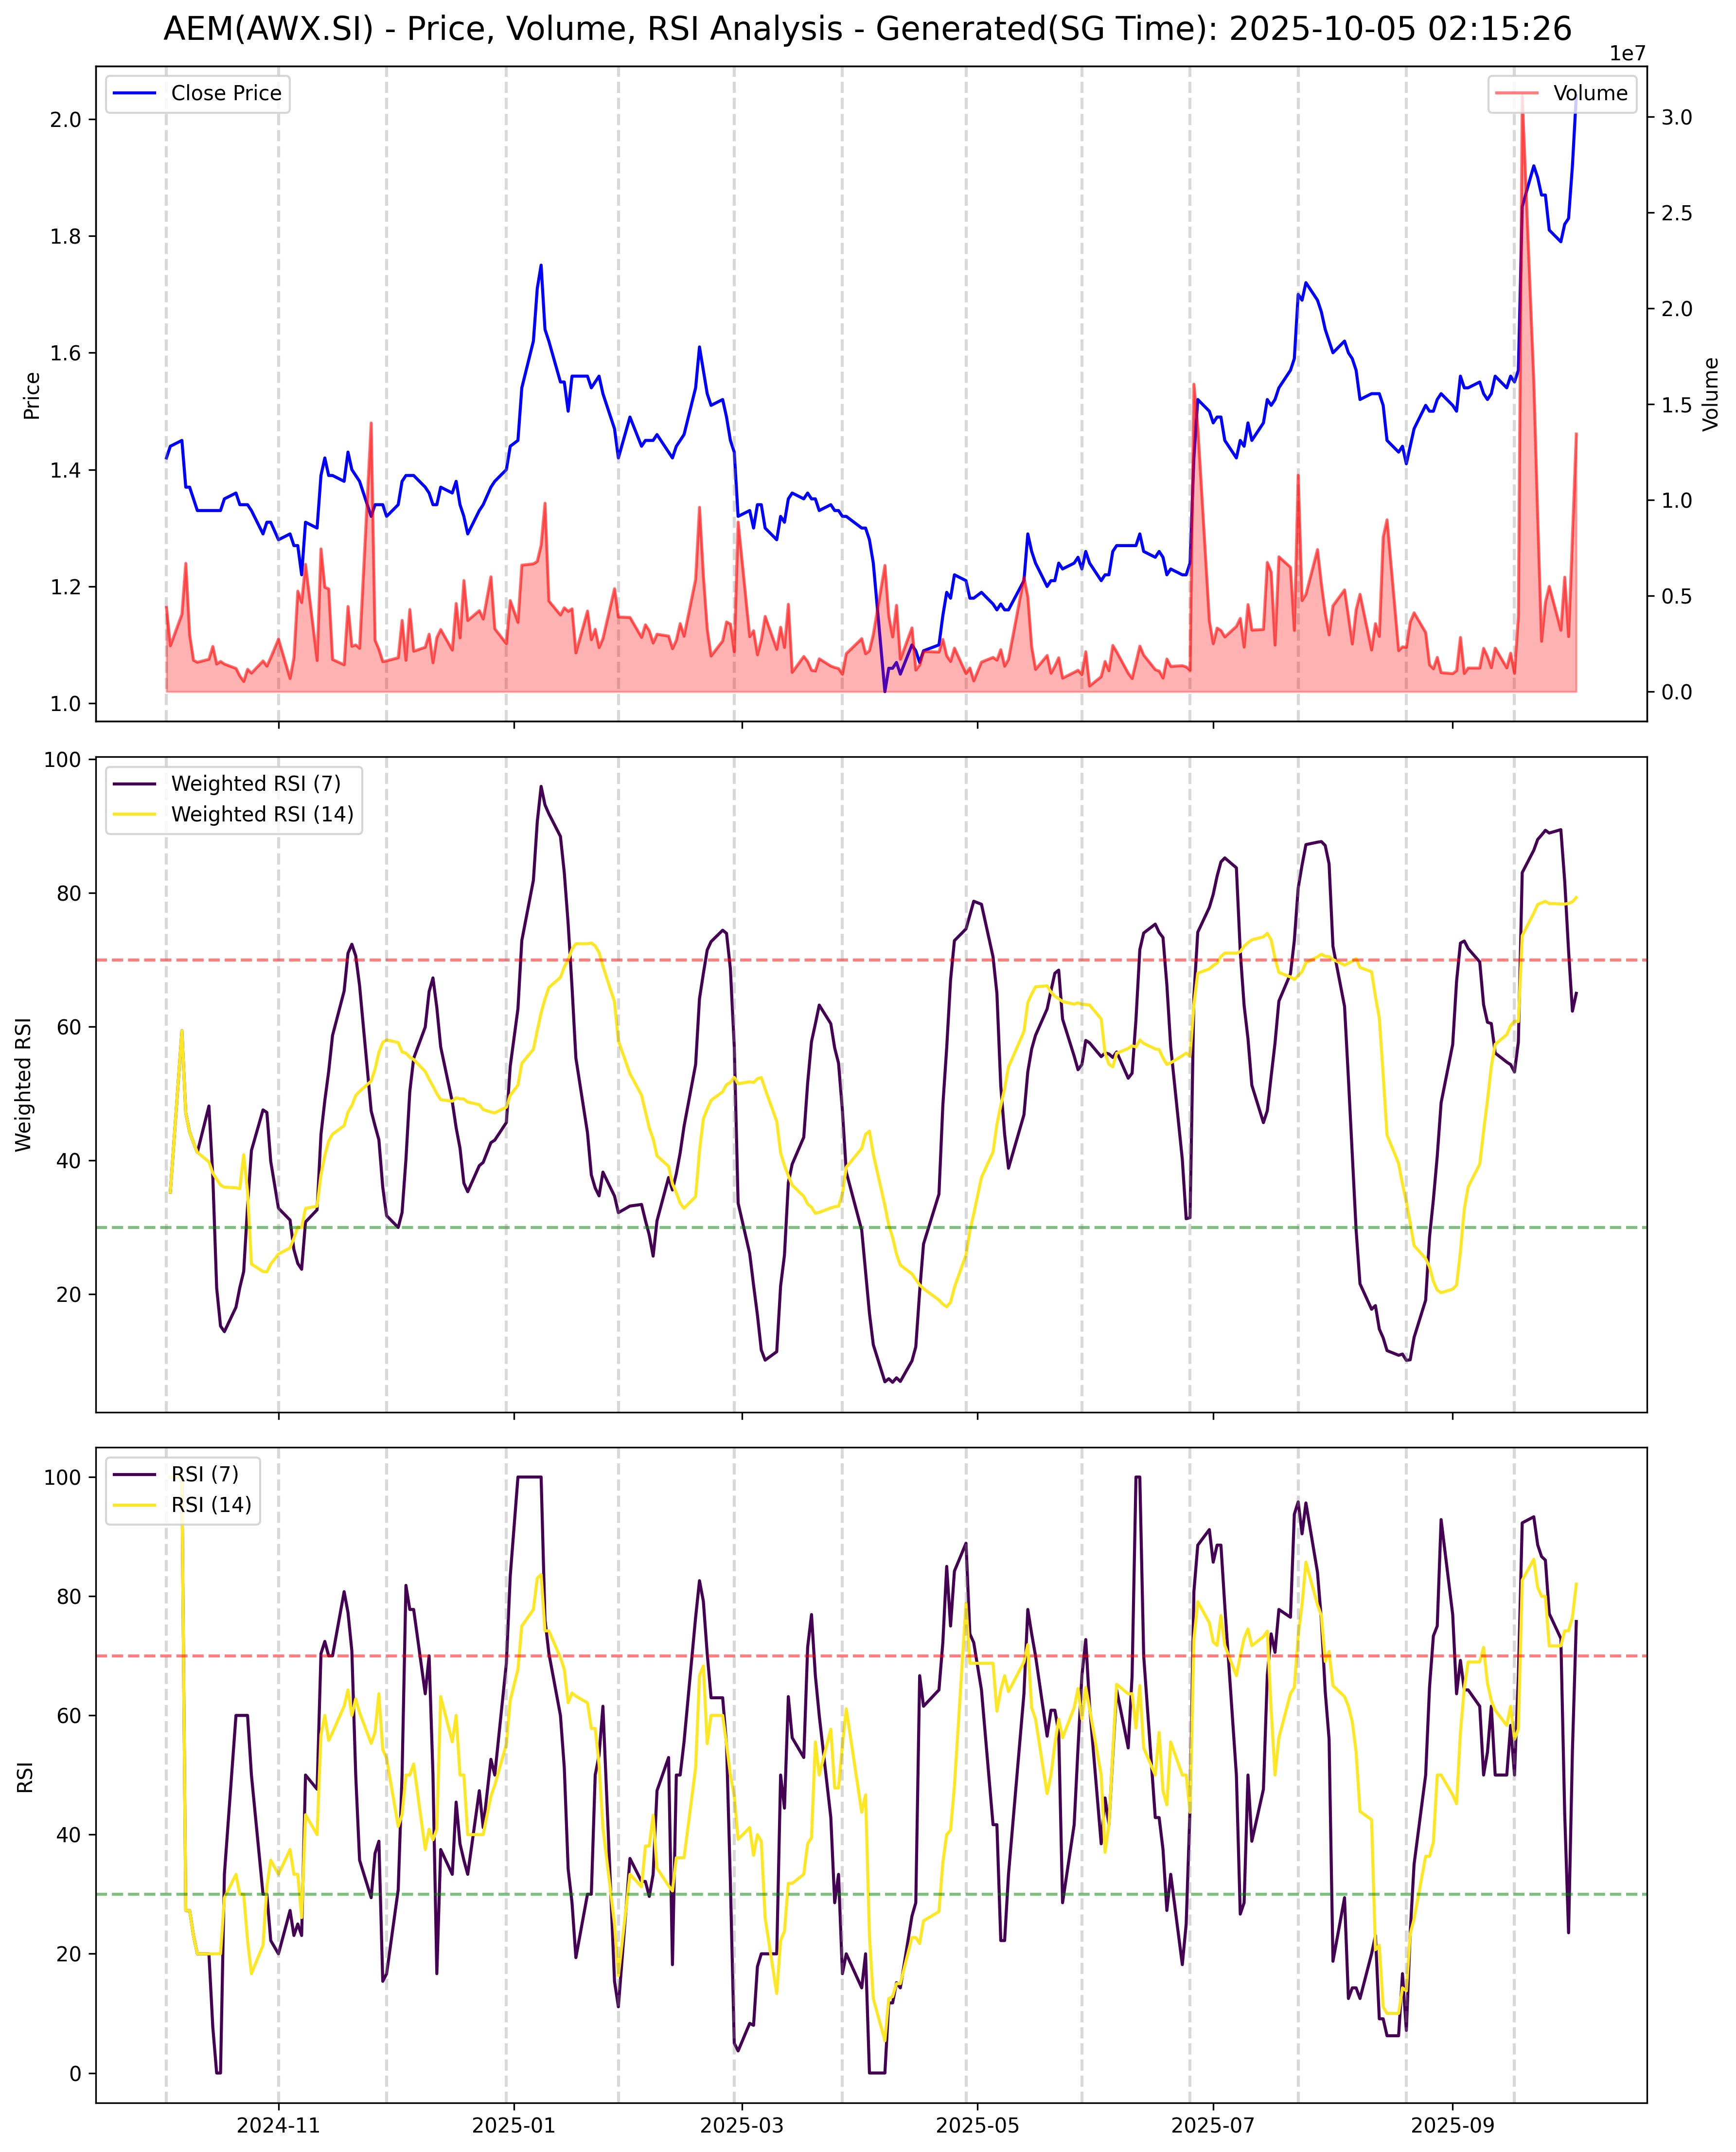 AEM(AWX.SI) - Price, Volume, RSI Analysis - Generated(SG Time): 2025-10-05 02:15:26
1e7
Close Price
Volume
2.0
1.8
1.6
1.4
1.2
1.0
Price
3.0
2.5
2.0
1.5
1.0
0.5
0.0
Volume
Weighted RSI (7)
Weighted RSI (14)
100
80
60
40
20
Weighted RSI
RSI (7)
RSI (14)
100
80
60
40
20
0
RSI
2024-11
2025-01
2025-03
2025-05
2025-07
2025-09